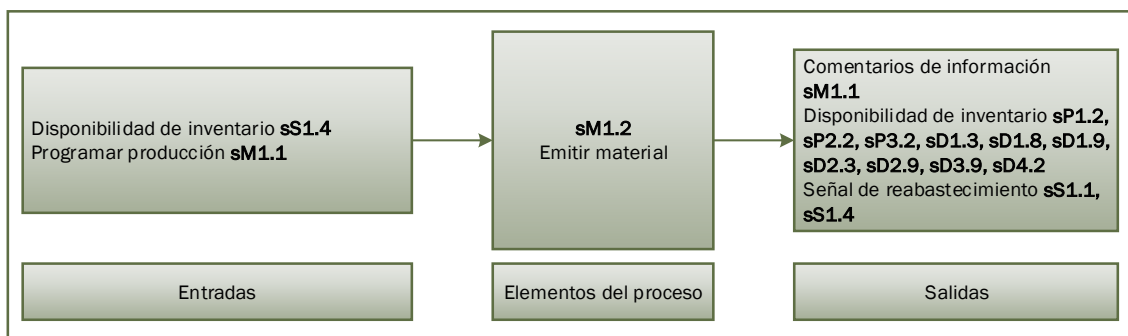 Disponibilidad de inventario sS1.4
Programar producción sM1.1
sM1.2
Emitir material
Comentarios de información
sM1.1
Disponibilidad de inventario sP1.2,
sP2.2, sP3.2, sD1.3, sD1.8, sD1.9,
sD2.3, sD2.9, sD3.9, sD4.2
Señal de reabastecimiento sS1.1,
sS1.4
Entradas
Elementos del proceso
Salidas